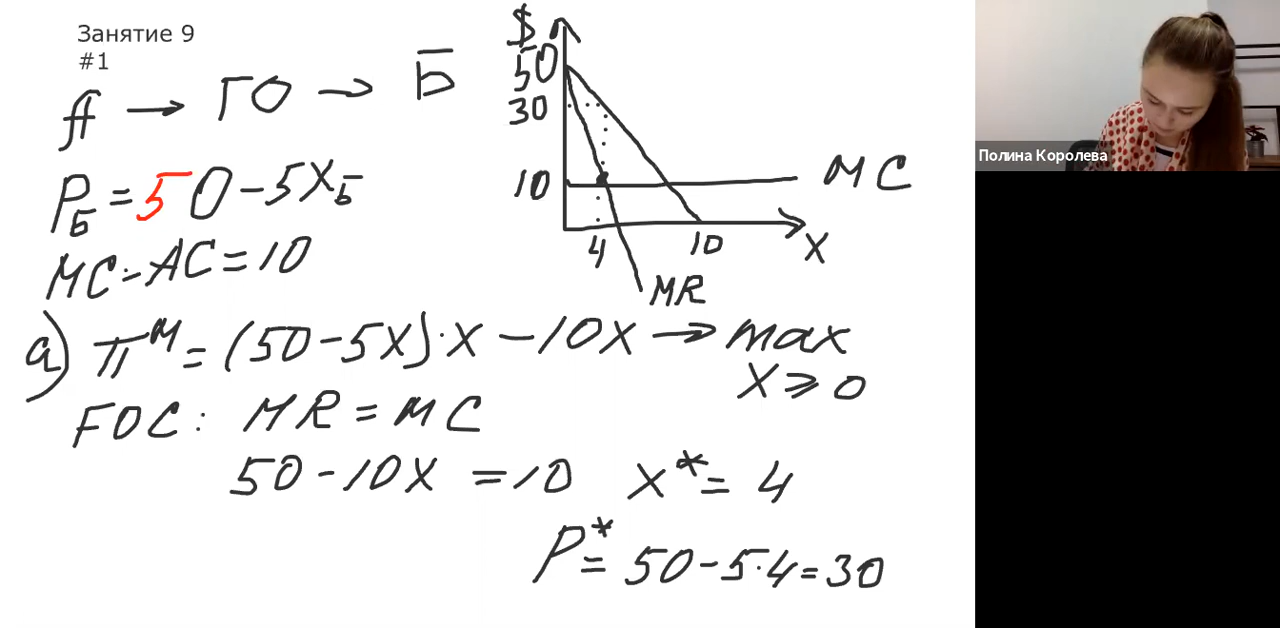 Занятие 9
#1
A → ГО → Б
P_Б = 50 - 5X_Б
MC = AC = 10
$
50
30
10
4
10
X
MC
MR
а) π^M = (50 - 5X)·X - 10X → max
X ⩾ 0
FOC: MR = MC
50 - 10X = 10 X* = 4
P* = 50 - 5·4 = 30
Полина Королева